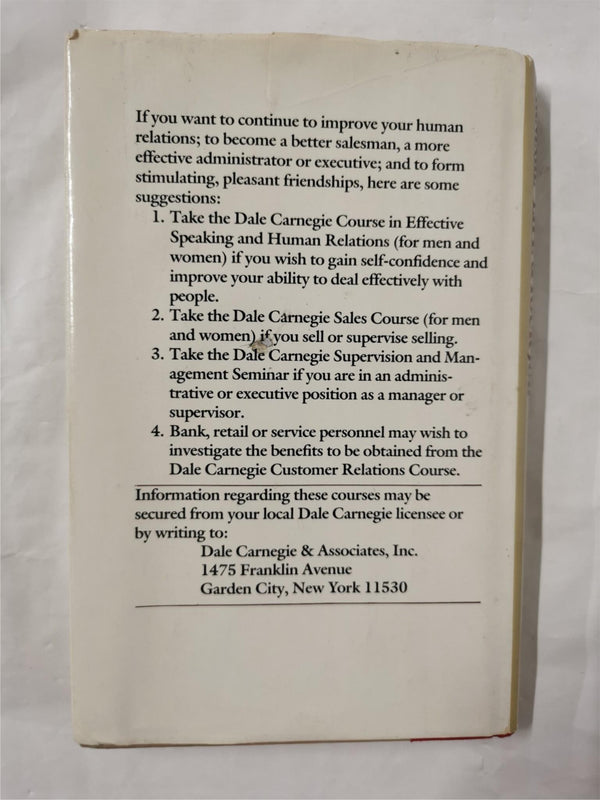 If you want to continue to improve your human
relations; to become a better salesman, a more
effective administrator or executive; and to form
stimulating, pleasant friendships, here are some
suggestions:
1. Take the Dale Carnegie Course in Effective
Speaking and Human Relations (for men and
women) if you wish to gain self-confidence and
improve your ability to deal effectively with
people.
2. Take the Dale Carnegie Sales Course (for men
and women) if you sell or supervise selling.
3. Take the Dale Carnegie Supervision and Man-
agement Seminar if you are in an adminis-
trative or executive position as a manager or
supervisor.
4. Bank, retail or service personnel may wish to
investigate the benefits to be obtained from the
Dale Carnegie Customer Relations Course.
Information regarding these courses may be
secured from your local Dale Carnegie licensee or
by writing to:
Dale Carnegie & Associates, Inc.
1475 Franklin Avenue
Garden City, New York 11530